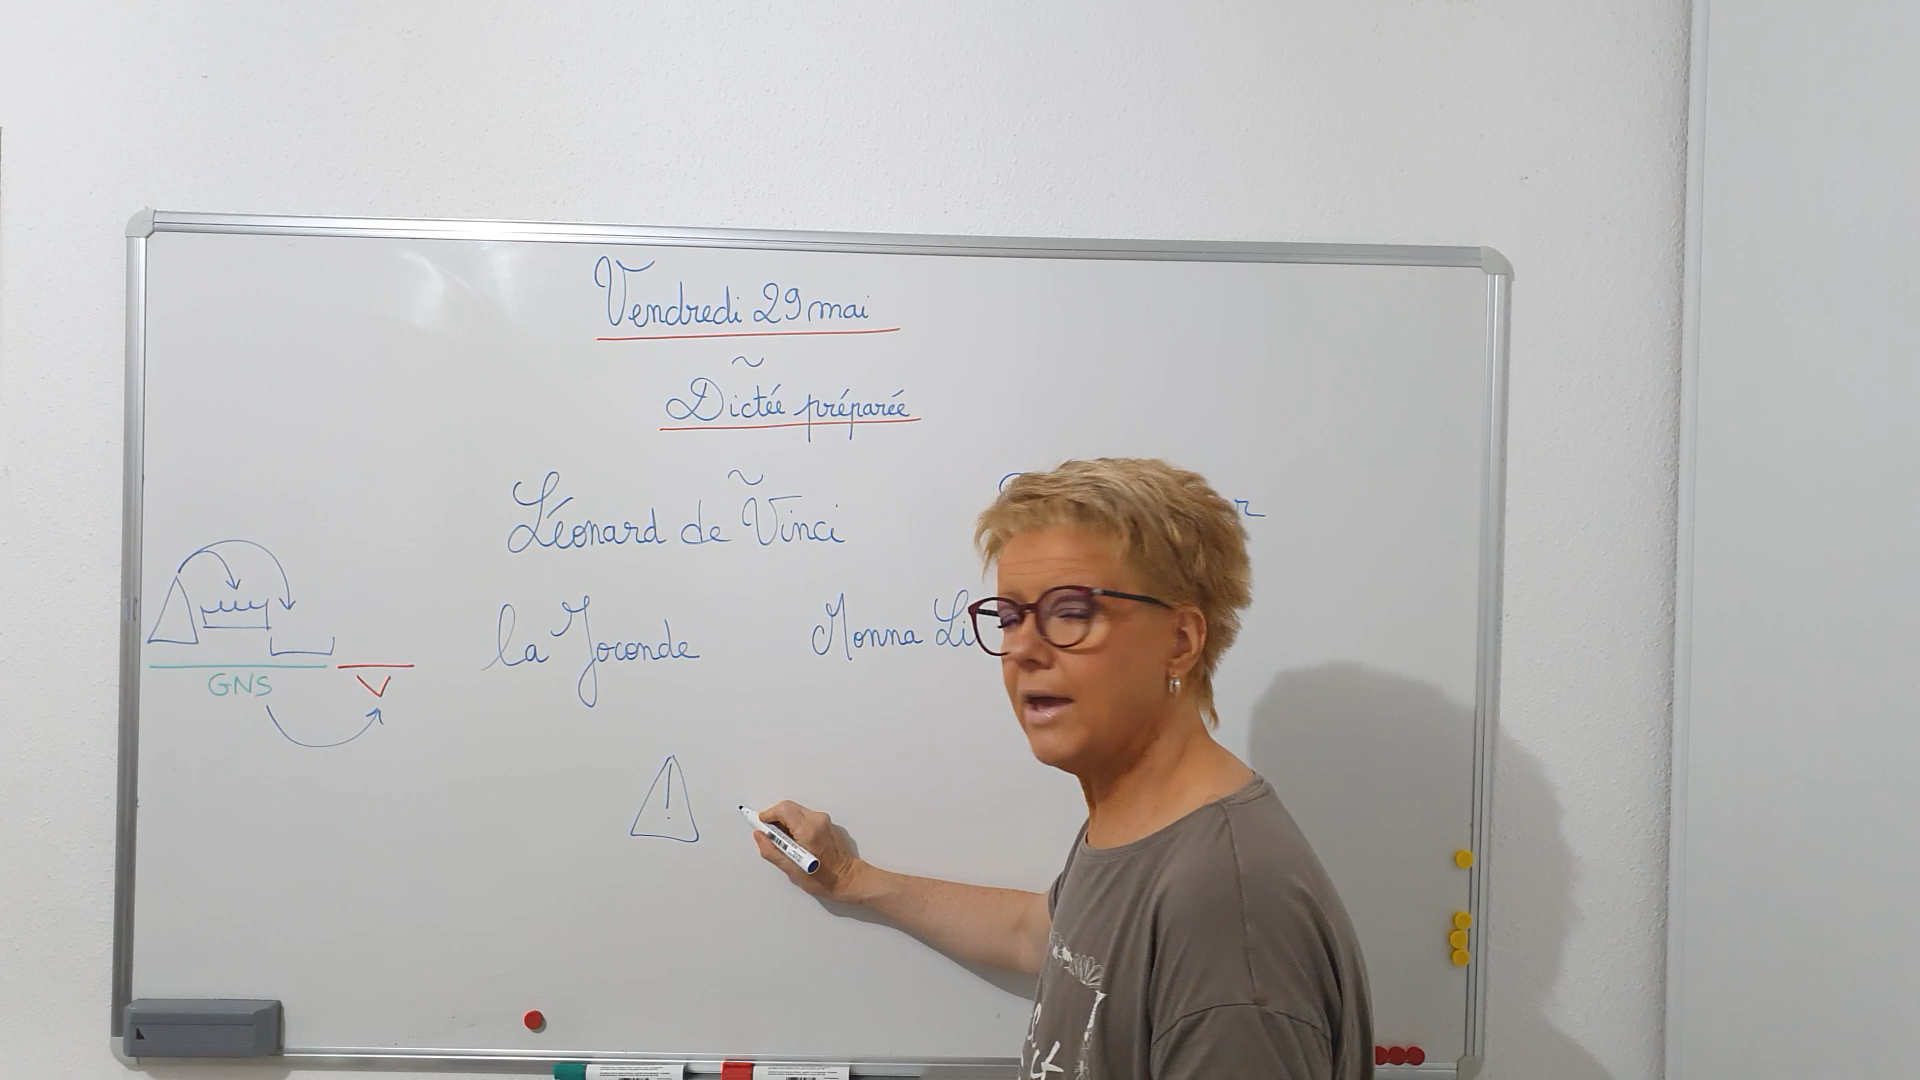 Vendredi 29 mai
~
Dictée préparée
~
Léonard de Vinci
la Joconde Monna Li
!
GNS V